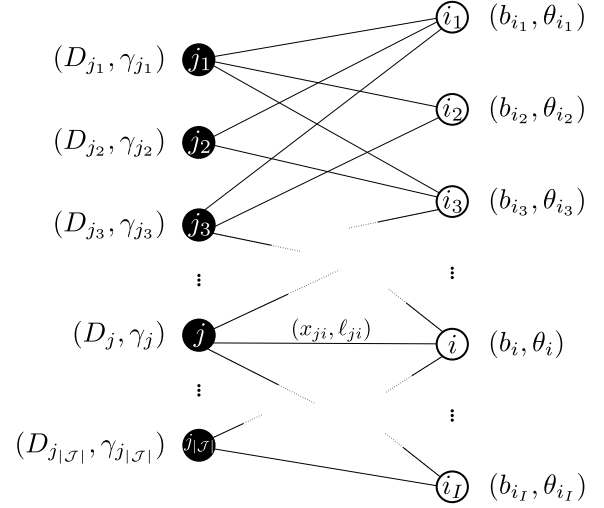 (D_{j_1}, γ_{j_1}) j_1 i_1 (b_{i_1}, θ_{i_1})
(D_{j_2}, γ_{j_2}) j_2 i_2 (b_{i_2}, θ_{i_2})
(D_{j_3}, γ_{j_3}) j_3 i_3 (b_{i_3}, θ_{i_3})
⋮ ⋮
(D_j, γ_j) j (x_{ji}, ℓ_{ji}) i (b_i, θ_i)
⋮ ⋮
(D_{j_{|𝒥|}}, γ_{j_{|𝒥|}}) j_{|𝒥|} i_I (b_{i_I}, θ_{i_I})